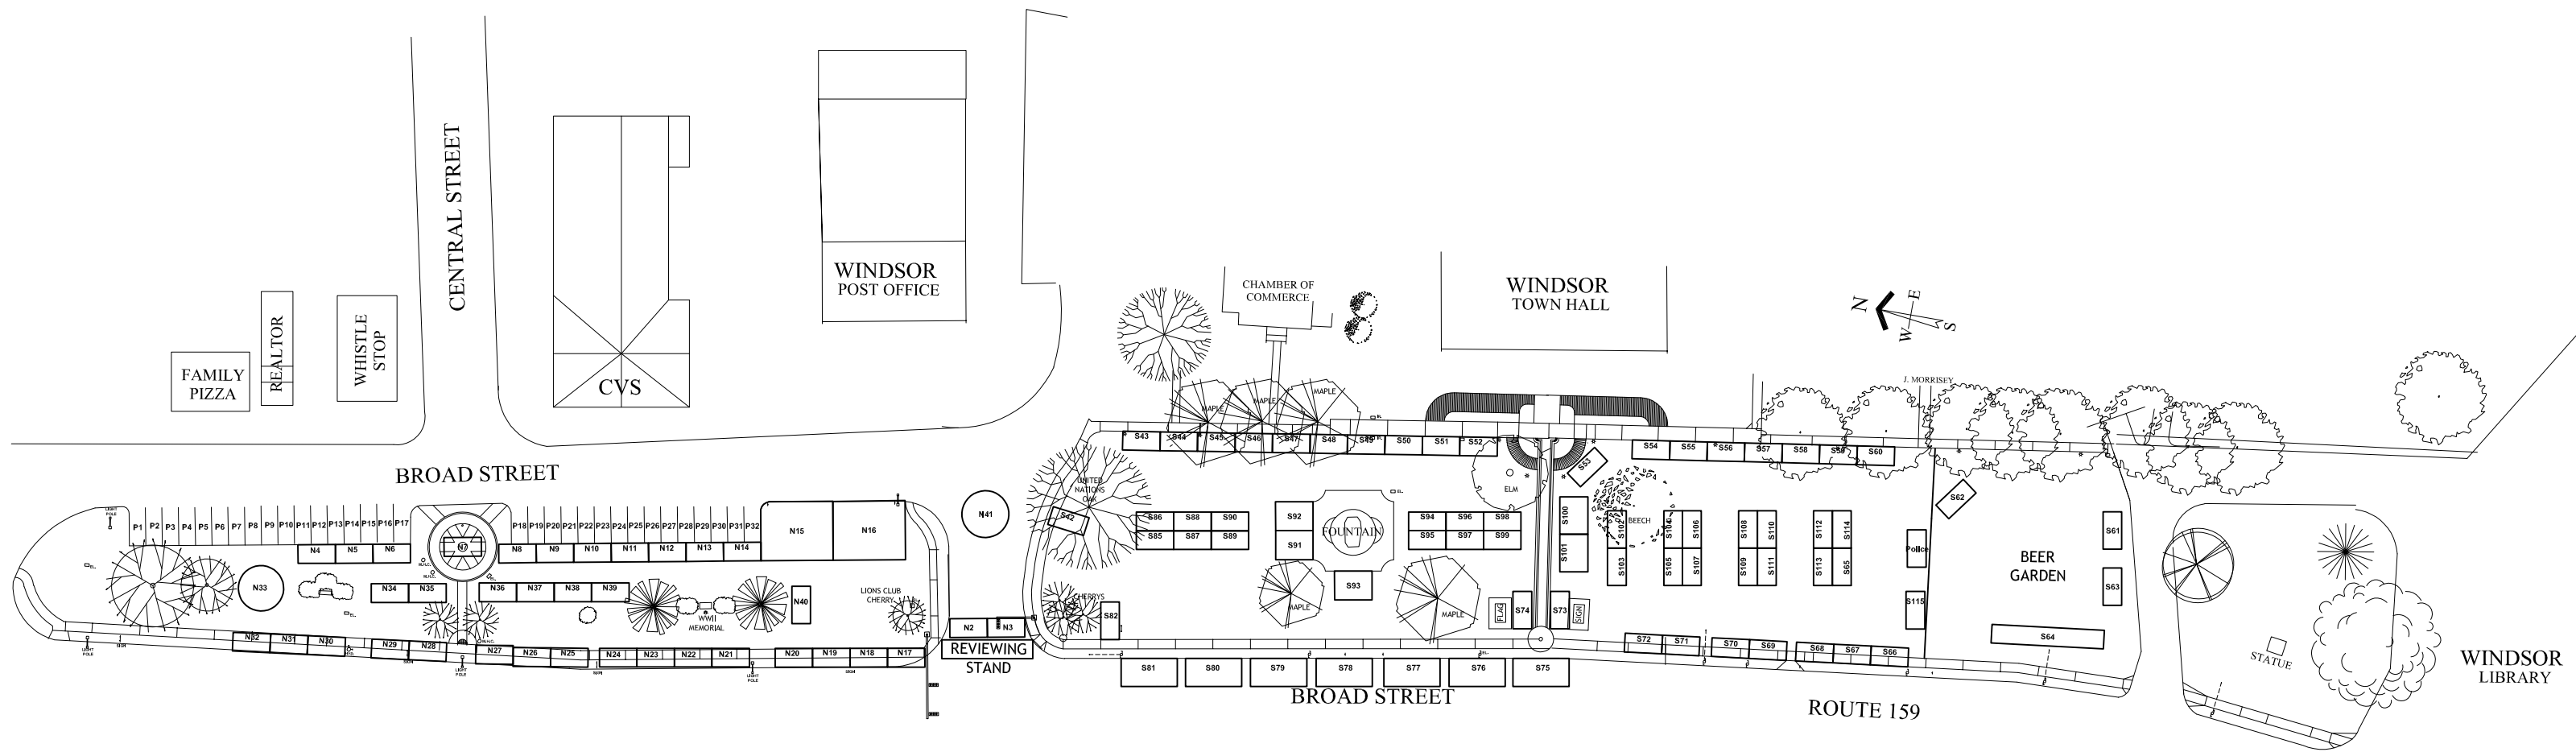 CENTRAL STREET
WINDSOR
POST OFFICE
CHAMBER OF
COMMERCE
WINDSOR
TOWN HALL
N
E
W
S
FAMILY
PIZZA
REALTOR
WHISTLE
STOP
CVS
J. MORRISEY
MAPLE
MAPLE
MAPLE
BROAD STREET
S43
S44
S45
S46
S47
S48
S49
S50
S51
S52
S53
S54
S55
S56
S57
S58
S59
S60
UNITED
NATIONS
OAK
ELM
BEECH
LIGHT
POLE
P1
P2
P3
P4
P5
P6
P7
P8
P9
P10
P11
P12
P13
P14
P15
P16
P17
P18
P19
P20
P21
P22
P23
P24
P25
P26
P27
P28
P29
P30
P31
P32
N15
N16
N41
S42
S86
S88
S90
S85
S87
S89
S92
S91
FOUNTAIN
S94
S96
S98
S95
S97
S99
S100
S101
S102
S103
S104
S105
S106
S107
S108
S109
S110
S111
S112
S113
S114
S65
Police
S115
S62
S61
S63
BEER
GARDEN
S64
N4
N5
N6
N7
N8
N9
N10
N11
N12
N13
N14
N33
N34
N35
N36
N37
N38
N39
N40
WWII
MEMORIAL
LIONS CLUB
CHERRY
CHERRYS
S82
S93
MAPLE
MAPLE
FLAG
S74
S73
SIGN
N2
N3
REVIEWING
STAND
N32
N31
N30
N29
N28
N27
N26
N25
N24
N23
N22
N21
N20
N19
N18
N17
LIGHT
POLE
LIGHT
POLE
LIGHT
POLE
S72
S71
S70
S69
S68
S67
S66
S81
S80
S79
S78
S77
S76
S75
BROAD STREET
ROUTE 159
STATUE
WINDSOR
LIBRARY